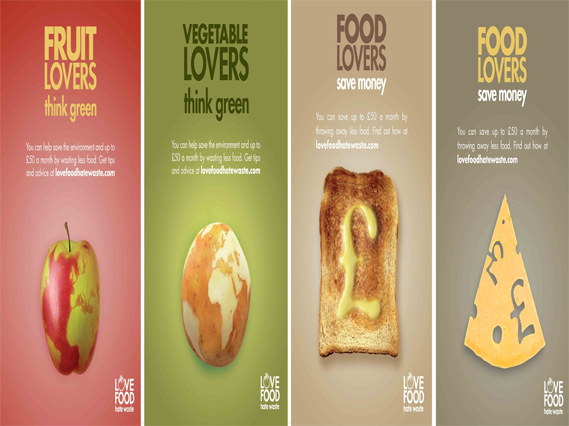 FRUIT
LOVERS
think green
You can help save the environment and up to
£50 a month by wasting less food. Get tips
and advice at lovefoodhatewaste.com
LOVE
FOOD
hate waste
VEGETABLE
LOVERS
think green
You can help save the environment and up to
£50 a month by wasting less food. Get tips
and advice at lovefoodhatewaste.com
LOVE
FOOD
hate waste
FOOD
LOVERS
save money
You can save up to £50 a month by
throwing away less food. Find out how at
lovefoodhatewaste.com
£
LOVE
FOOD
hate waste
FOOD
LOVERS
save money
You can save up to £50 a month by
throwing away less food. Find out how at
lovefoodhatewaste.com
£
LOVE
FOOD
hate waste